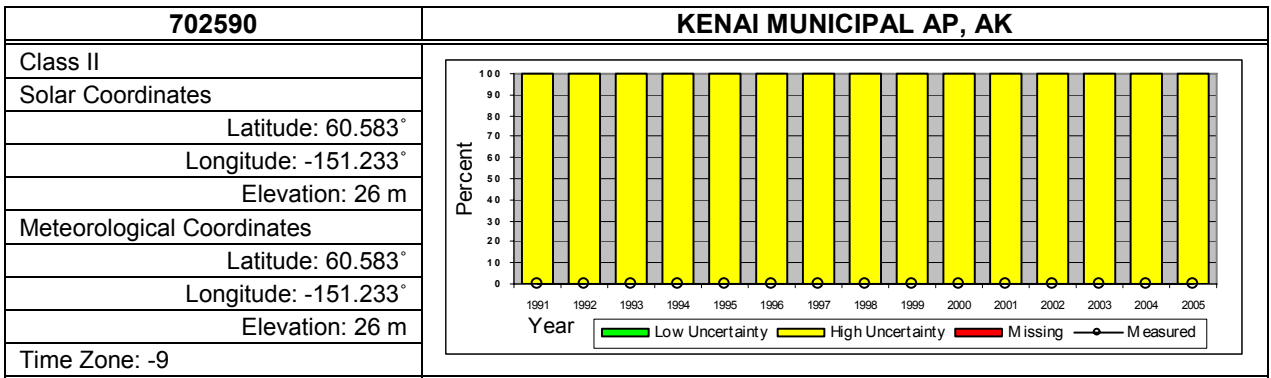 702590
KENAI MUNICIPAL AP, AK
Class II
Solar Coordinates
Latitude: 60.583˚
Longitude: -151.233˚
Elevation: 26 m
Meteorological Coordinates
Latitude: 60.583˚
Longitude: -151.233˚
Elevation: 26 m
Time Zone: -9
Percent
100
90
80
70
60
50
40
30
20
10
0
1991 1992 1993 1994 1995 1996 1997 1998 1999 2000 2001 2002 2003 2004 2005
Year
Low Uncertainty High Uncertainty Missing Measured